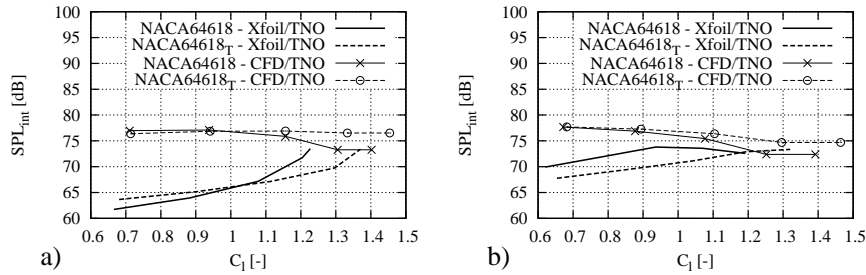 100
95
90
85
80
75
70
65
60
SPL_int [dB]
NACA64618 - Xfoil/TNO
NACA64618_T - Xfoil/TNO
NACA64618 - CFD/TNO
NACA64618_T - CFD/TNO
0.6 0.7 0.8 0.9 1 1.1 1.2 1.3 1.4 1.5
C_l [-]
a)
100
95
90
85
80
75
70
65
60
SPL_int [dB]
NACA64618 - Xfoil/TNO
NACA64618_T - Xfoil/TNO
NACA64618 - CFD/TNO
NACA64618_T - CFD/TNO
0.6 0.7 0.8 0.9 1 1.1 1.2 1.3 1.4 1.5
C_l [-]
b)